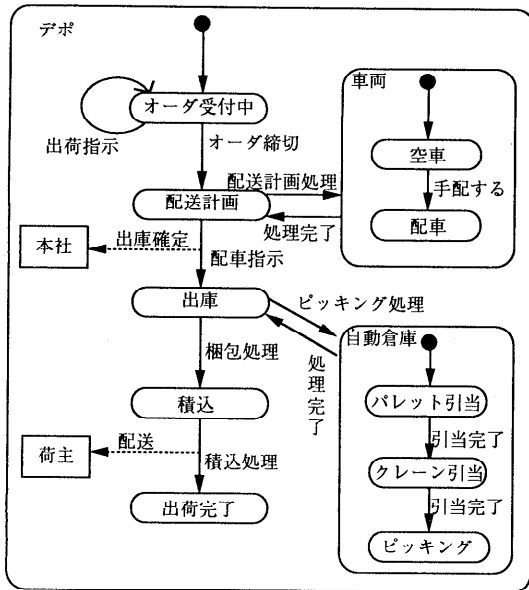 デポ
車両
オーダ受付中
出荷指示
オーダ締切
空車
手配する
配車
配送計画処理
配送計画
処理完了
本社
出庫確定
配車指示
出庫
ピッキング処理
処理完了
自動倉庫
梱包処理
パレット引当
積込
引当完了
クレーン引当
荷主
配送
積込処理
引当完了
出荷完了
ピッキング